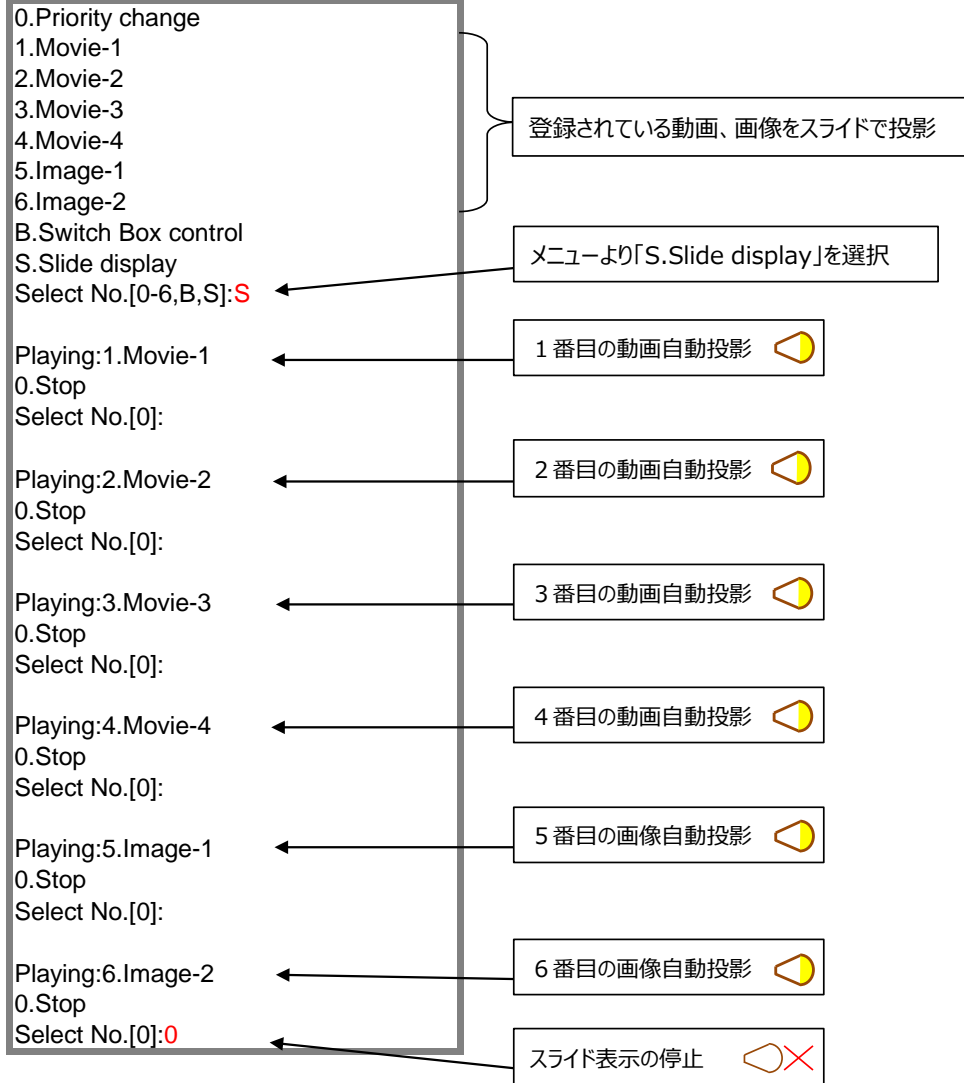 0.Priority change
1.Movie-1
2.Movie-2
3.Movie-3
4.Movie-4
5.Image-1
6.Image-2
登録されている動画、画像をスライドで投影
B.Switch Box control
S.Slide display
Select No.[0-6,B,S]:S
メニューより「S.Slide display」を選択
Playing:1.Movie-1
1番目の動画自動投影
0.Stop
Select No.[0]:
Playing:2.Movie-2
2番目の動画自動投影
0.Stop
Select No.[0]:
Playing:3.Movie-3
3番目の動画自動投影
0.Stop
Select No.[0]:
Playing:4.Movie-4
4番目の動画自動投影
0.Stop
Select No.[0]:
Playing:5.Image-1
5番目の画像自動投影
0.Stop
Select No.[0]:
Playing:6.Image-2
6番目の画像自動投影
0.Stop
Select No.[0]:0
スライド表示の停止